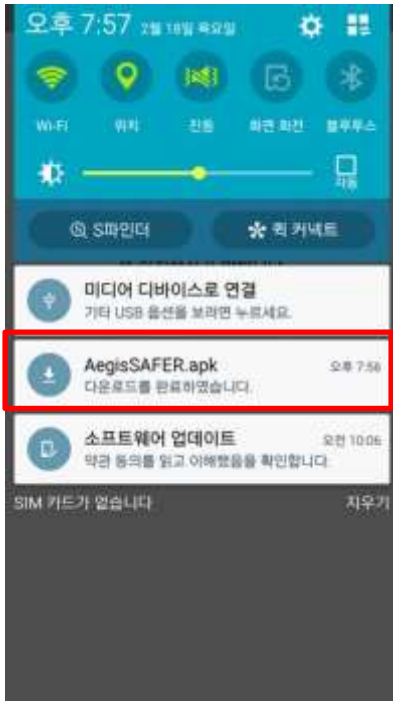 오후 7:57 2월 18일 목요일
Wi-Fi 위치 진동 화면 회전 블루투스
자동
S파인더 퀵 커넥트
미디어 디바이스로 연결
기타 USB 옵션을 보려면 누르세요.
AegisSAFER.apk 오후 7:56
다운로드를 완료하였습니다.
소프트웨어 업데이트 오전 10:06
약관 동의를 읽고 이해했음을 확인합니다.
SIM 카드가 없습니다 지우기